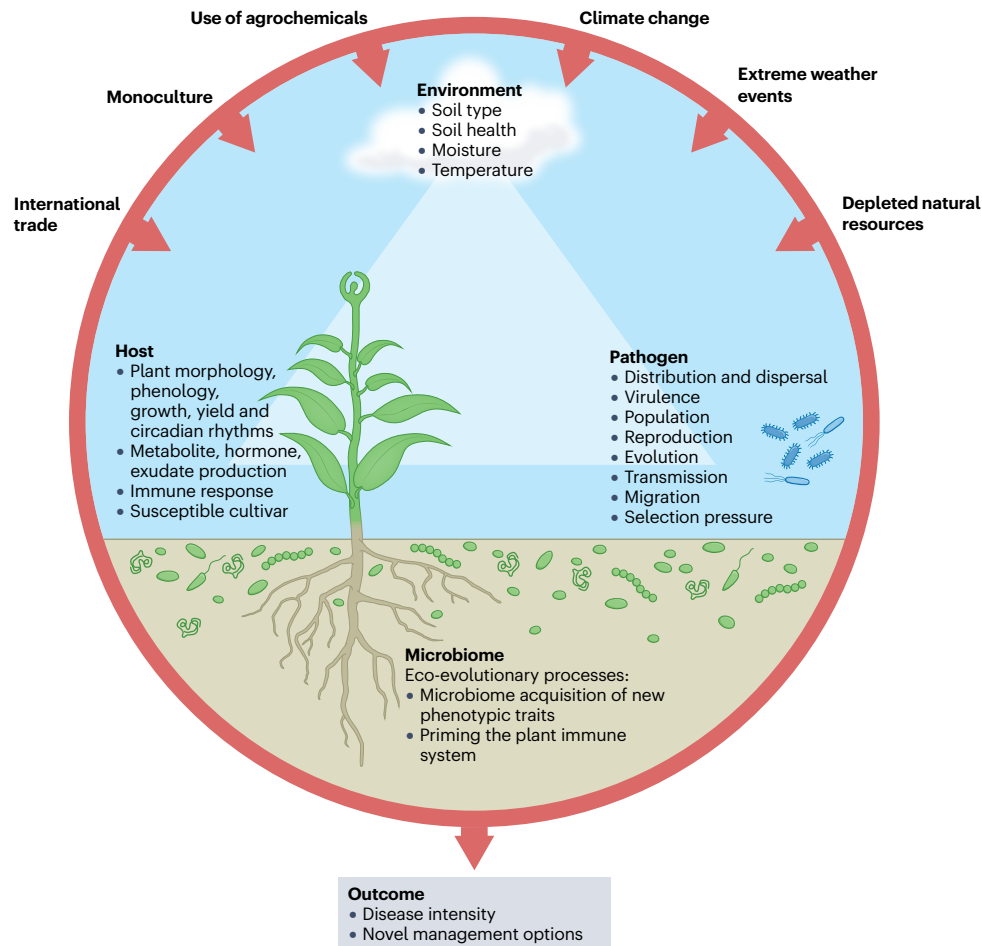 Use of agrochemicals
Climate change
Monoculture
Extreme weather
events
International
trade
Depleted natural
resources
Environment
• Soil type
• Soil health
• Moisture
• Temperature
Host
• Plant morphology,
phenology,
growth, yield and
circadian rhythms
• Metabolite, hormone,
exudate production
• Immune response
• Susceptible cultivar
Pathogen
• Distribution and dispersal
• Virulence
• Population
• Reproduction
• Evolution
• Transmission
• Migration
• Selection pressure
Microbiome
Eco-evolutionary processes:
• Microbiome acquisition of new
phenotypic traits
• Priming the plant immune
system
Outcome
• Disease intensity
• Novel management options